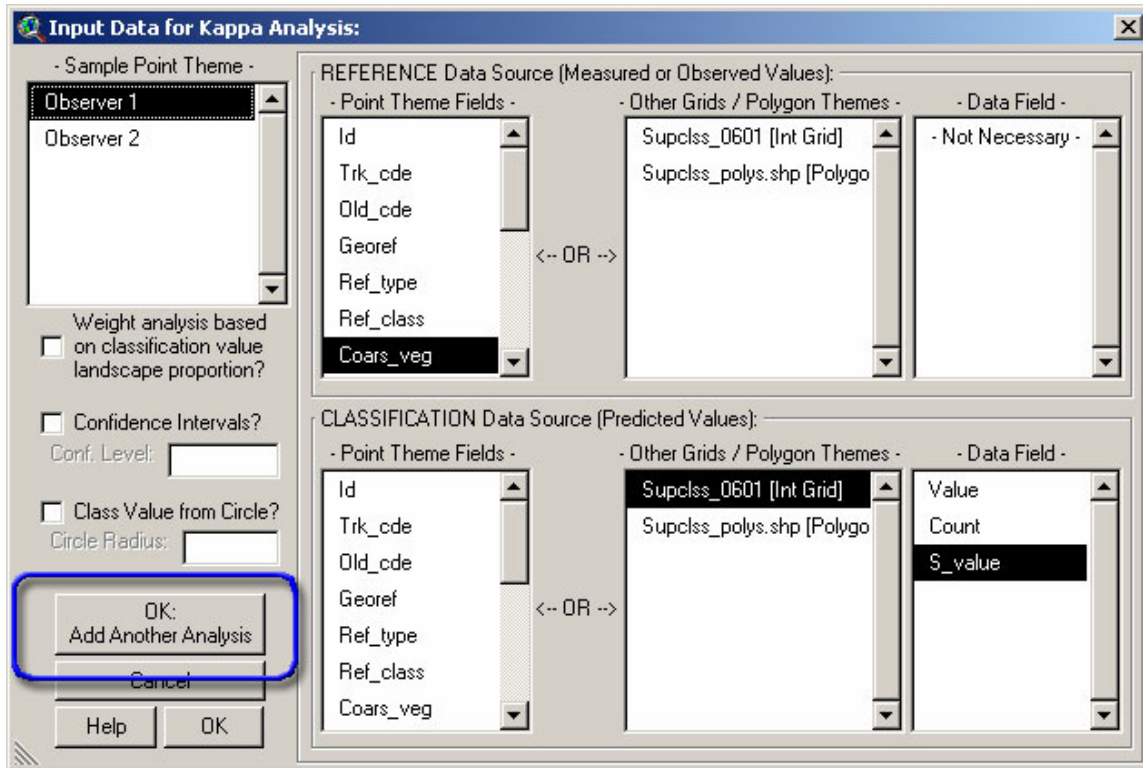 Input Data for Kappa Analysis:
- Sample Point Theme -
Observer 1
Observer 2
Weight analysis based
on classification value
landscape proportion?
Confidence Intervals?
Conf. Level:
Class Value from Circle?
Circle Radius:
OK:
Add Another Analysis
Cancel
Help
OK
REFERENCE Data Source (Measured or Observed Values):
- Point Theme Fields -
Id
Trk_cde
Old_cde
Georef
Ref_type
Ref_class
Coars_veg
<-- OR -->
- Other Grids / Polygon Themes -
Supclss_0601 [Int Grid]
Supclss_polys.shp [Polygo
- Data Field -
- Not Necessary -
CLASSIFICATION Data Source (Predicted Values):
- Point Theme Fields -
Id
Trk_cde
Old_cde
Georef
Ref_type
Ref_class
Coars_veg
<-- OR -->
- Other Grids / Polygon Themes -
Supclss_0601 [Int Grid]
Supclss_polys.shp [Polygo
- Data Field -
Value
Count
S_value